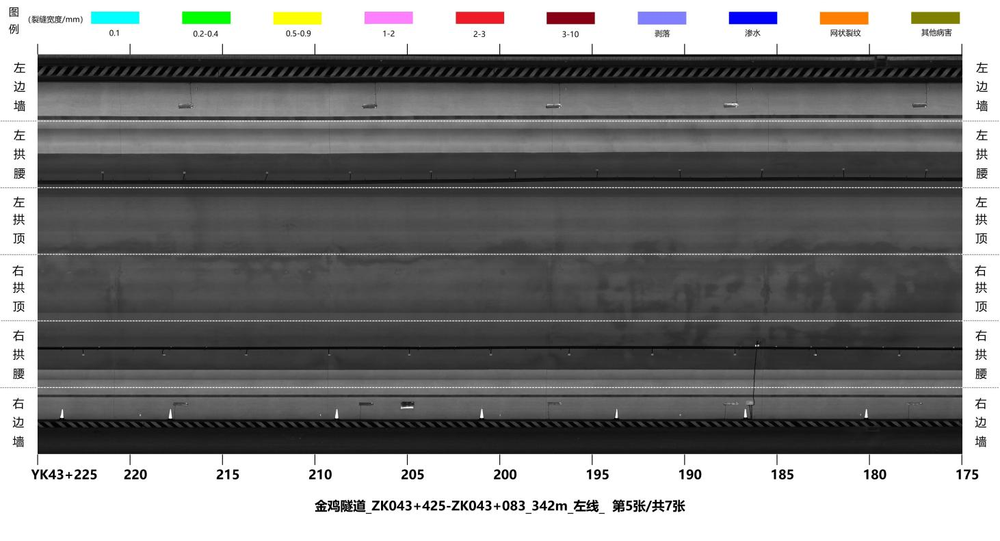 图例 (裂缝宽度/mm)
0.1 0.2-0.4 0.5-0.9 1-2 2-3 3-10 剥落 渗水 网状裂纹 其他病害
左边墙 左边墙
左拱腰 左拱腰
左拱顶 左拱顶
右拱顶 右拱顶
右拱腰 右拱腰
右边墙 右边墙
YK43+225 220 215 210 205 200 195 190 185 180 175
金鸡隧道_ZK043+425-ZK043+083_342m_左线_ 第5张/共7张